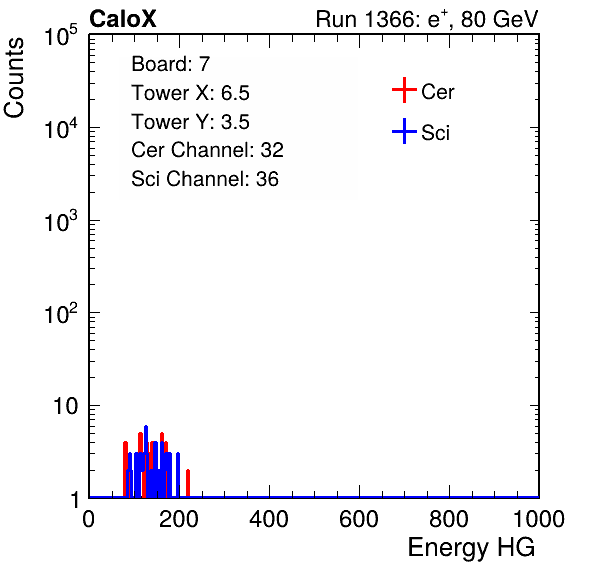 CaloX Run 1366: e⁺, 80 GeV
Counts
Board: 7
Tower X: 6.5
Tower Y: 3.5
Cer Channel: 32
Sci Channel: 36
Cer
Sci
10⁵
10⁴
10³
10²
10
1
0 200 400 600 800 1000
Energy HG